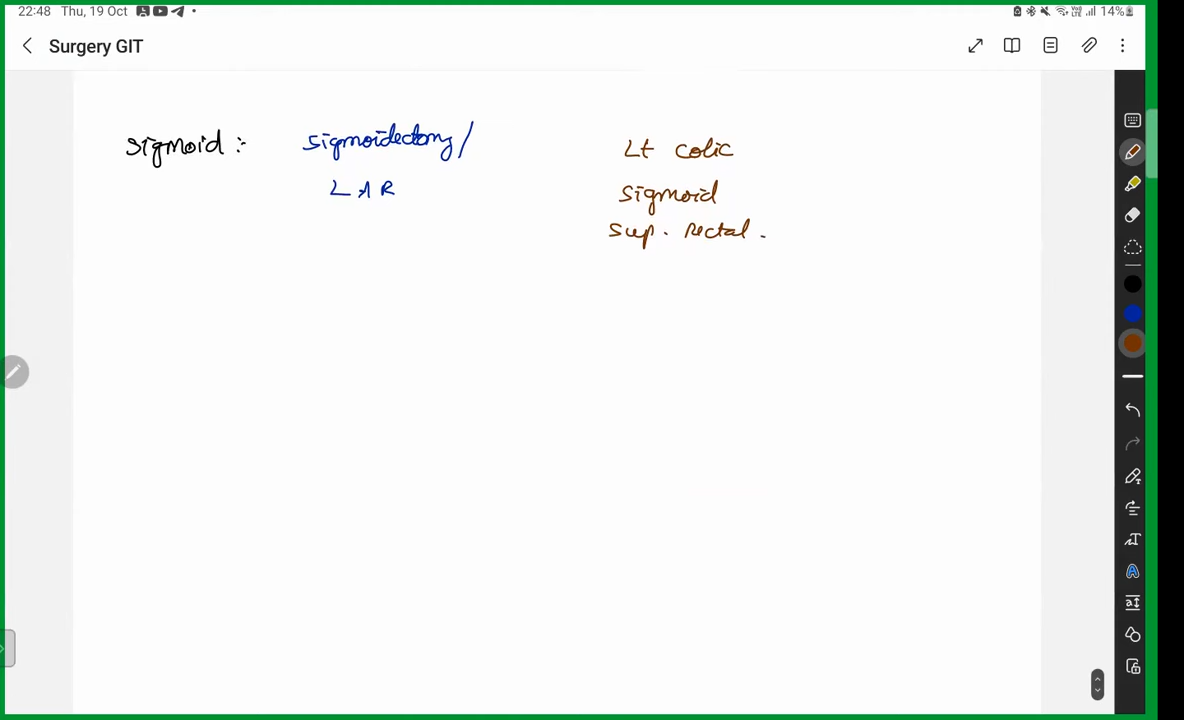 22:48 Thu, 19 Oct
14%
Surgery GIT
Sigmoid :- Sigmoidectomy/ Lt colic
LAR Sigmoid
Sup. Rectal.